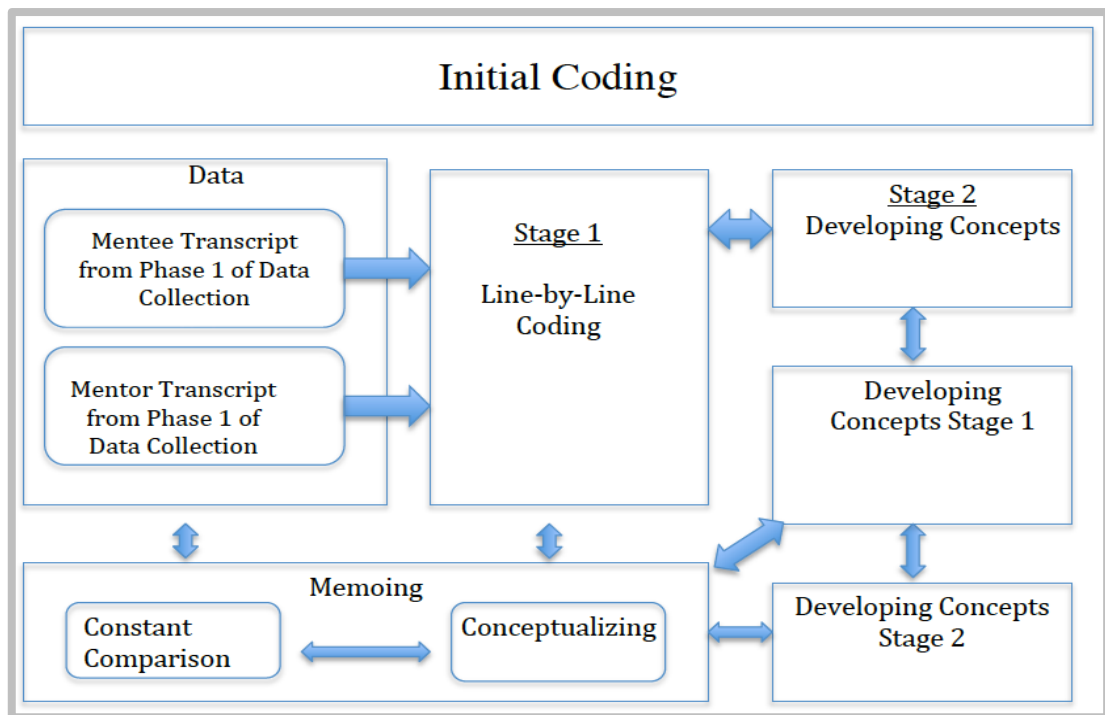 Initial Coding
Data
Mentee Transcript
from Phase 1 of Data
Collection
Mentor Transcript
from Phase 1 of
Data Collection
Stage 1
Line-by-Line
Coding
Stage 2
Developing Concepts
Developing
Concepts Stage 1
Developing Concepts
Stage 2
Memoing
Constant
Comparison
Conceptualizing